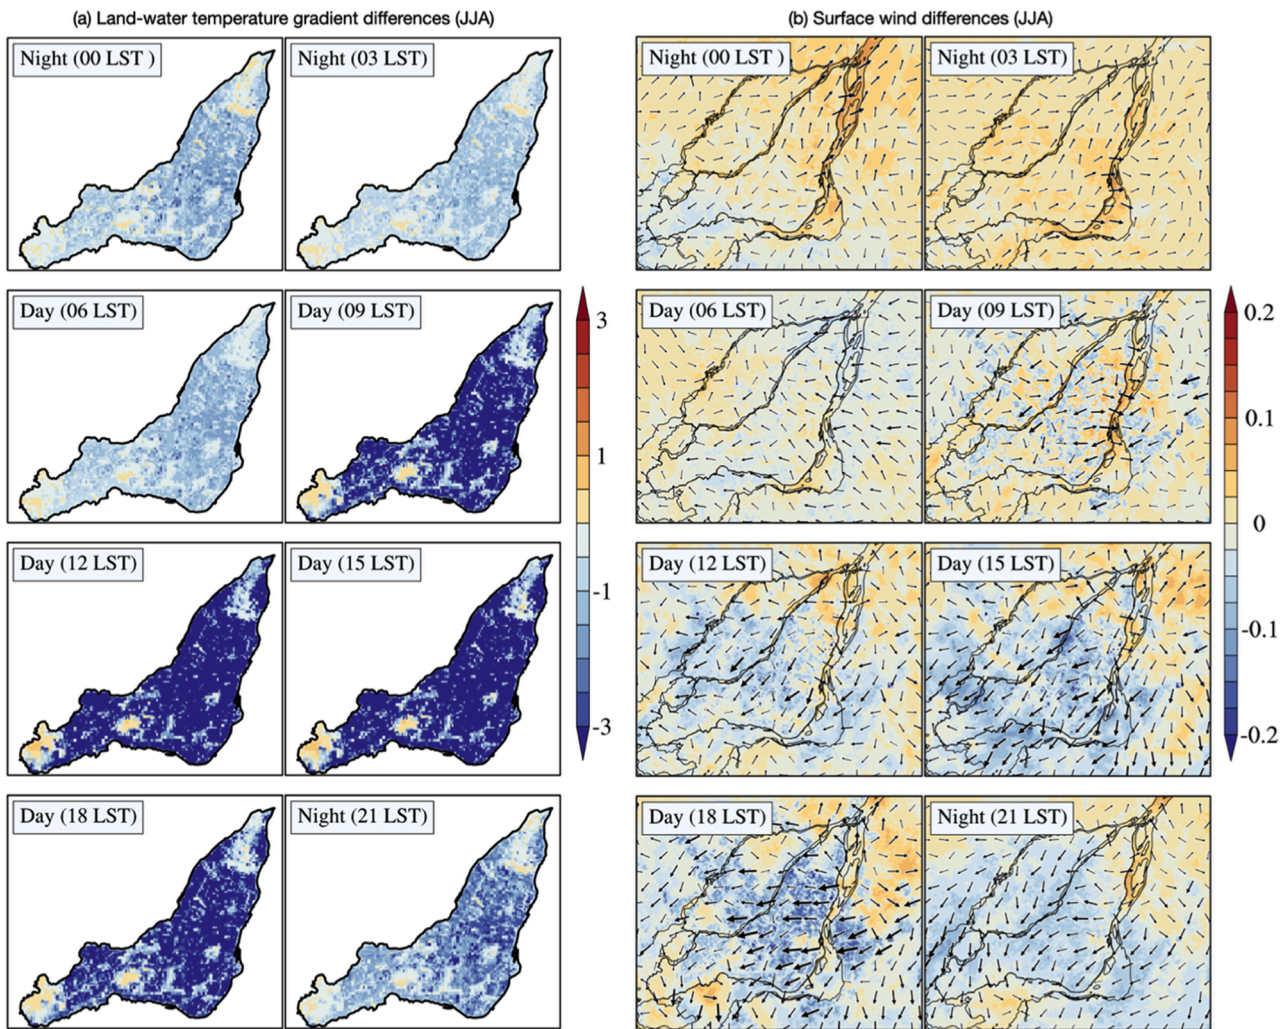 (a) Land-water temperature gradient differences (JJA)
(b) Surface wind differences (JJA)
Night (00 LST )
Night (03 LST)
Night (00 LST )
Night (03 LST)
Day (06 LST)
Day (09 LST)
Day (06 LST)
Day (09 LST)
3
1
-1
-3
0.2
0.1
0
-0.1
-0.2
Day (12 LST)
Day (15 LST)
Day (12 LST)
Day (15 LST)
Day (18 LST)
Night (21 LST)
Day (18 LST)
Night (21 LST)